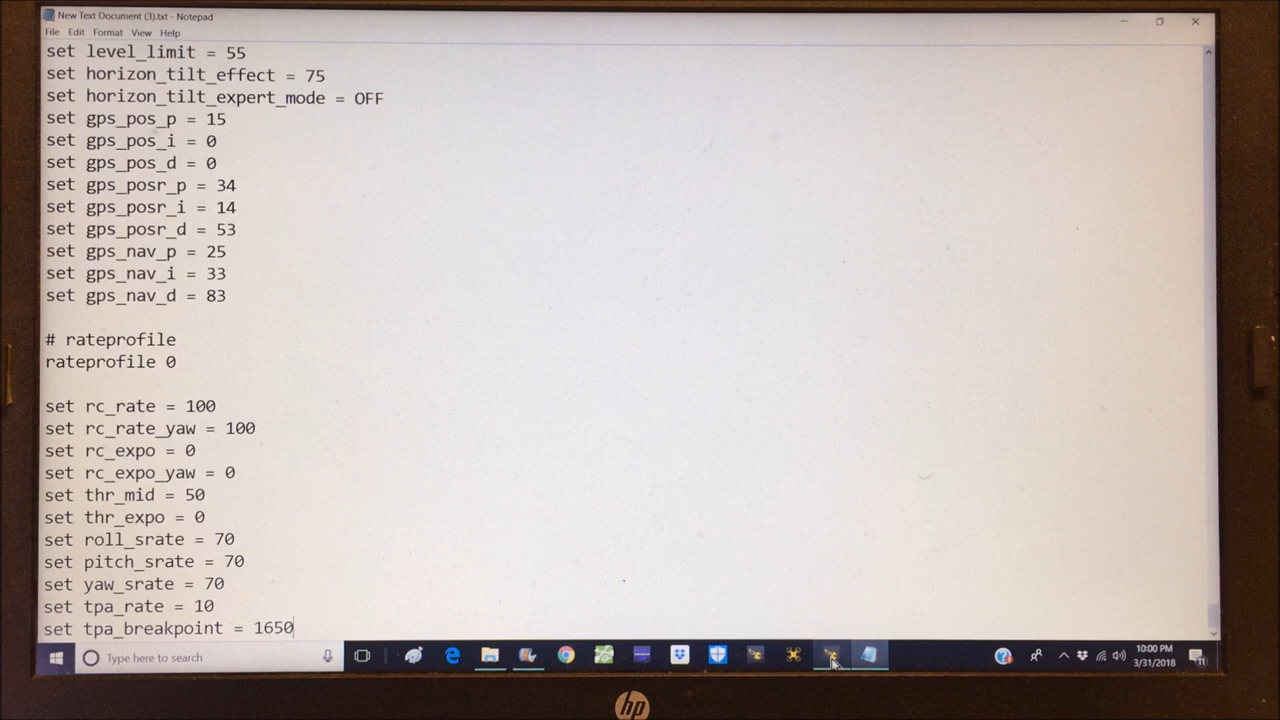 New Text Document (3).txt - Notepad
File Edit Format View Help
set level_limit = 55
set horizon_tilt_effect = 75
set horizon_tilt_expert_mode = OFF
set gps_pos_p = 15
set gps_pos_i = 0
set gps_pos_d = 0
set gps_posr_p = 34
set gps_posr_i = 14
set gps_posr_d = 53
set gps_nav_p = 25
set gps_nav_i = 33
set gps_nav_d = 83
# rateprofile
rateprofile 0
set rc_rate = 100
set rc_rate_yaw = 100
set rc_expo = 0
set rc_expo_yaw = 0
set thr_mid = 50
set thr_expo = 0
set roll_srate = 70
set pitch_srate = 70
set yaw_srate = 70
set tpa_rate = 10
set tpa_breakpoint = 1650
Type here to search
10:00 PM
3/31/2018
11
hp